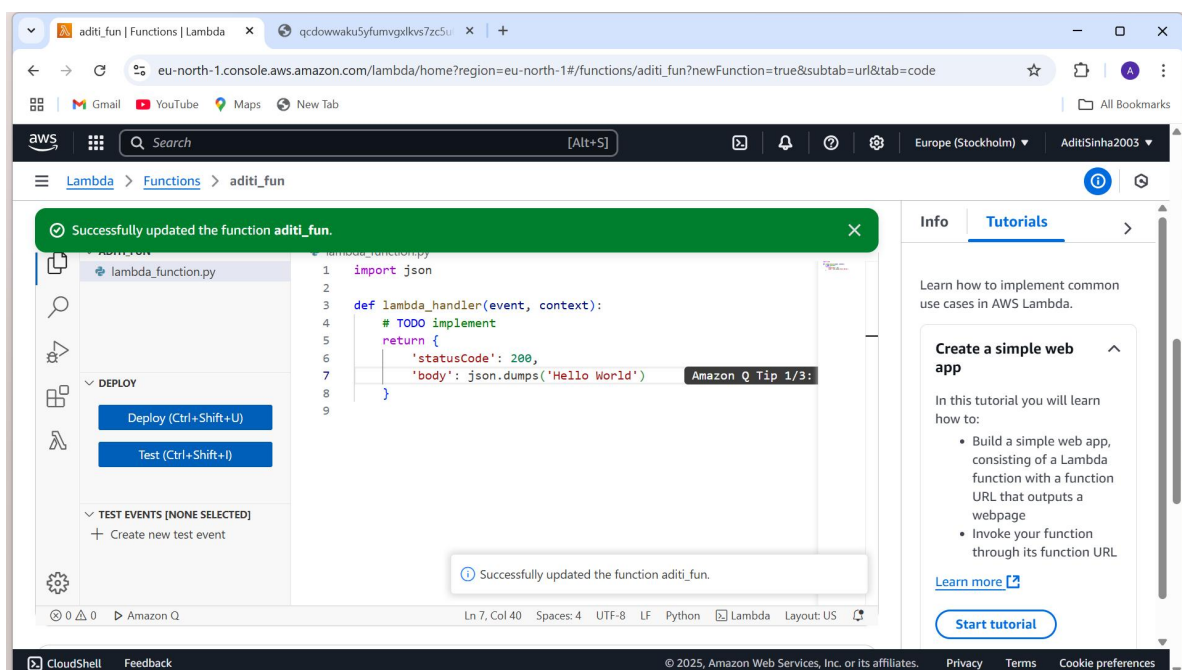 aditi_fun | Functions | Lambda
qcdowwaku5yfumvgxlkvs7zc5u
eu-north-1.console.aws.amazon.com/lambda/home?region=eu-north-1#/functions/aditi_fun?newFunction=true&subtab=url&tab=code
A
Gmail YouTube Maps New Tab All Bookmarks
aws Search [Alt+S] Europe (Stockholm) AditiSinha2003
Lambda > Functions > aditi_fun
Successfully updated the function aditi_fun.
Info Tutorials
lambda_function.py
1 import json
2
3 def lambda_handler(event, context):
4 # TODO implement
5 return {
6 'statusCode': 200,
7 'body': json.dumps('Hello World') Amazon Q Tip 1/3:
8 }
9
DEPLOY
Deploy (Ctrl+Shift+U)
Test (Ctrl+Shift+I)
TEST EVENTS [NONE SELECTED]
+ Create new test event
Successfully updated the function aditi_fun.
0 0 Amazon Q Ln 7, Col 40 Spaces: 4 UTF-8 LF Python Lambda Layout: US
Learn how to implement common
use cases in AWS Lambda.
Create a simple web
app
In this tutorial you will learn
how to:
• Build a simple web app,
consisting of a Lambda
function with a function
URL that outputs a
webpage
• Invoke your function
through its function URL
Learn more
Start tutorial
CloudShell Feedback © 2025, Amazon Web Services, Inc. or its affiliates. Privacy Terms Cookie preferences